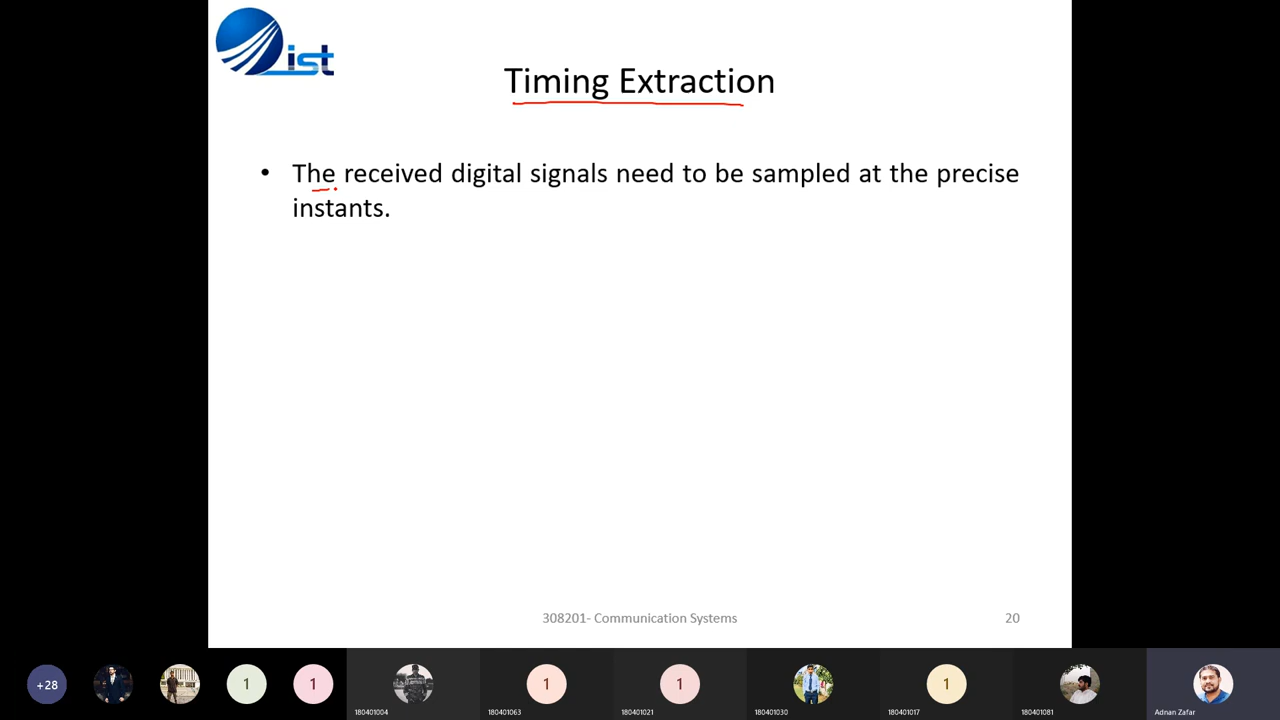 ist
Timing Extraction
• The received digital signals need to be sampled at the precise
instants.
308201- Communication Systems
20
+28
1
1
1
1
1
180401004
180401063
180401021
180401030
180401017
180401081
Adnan Zafar